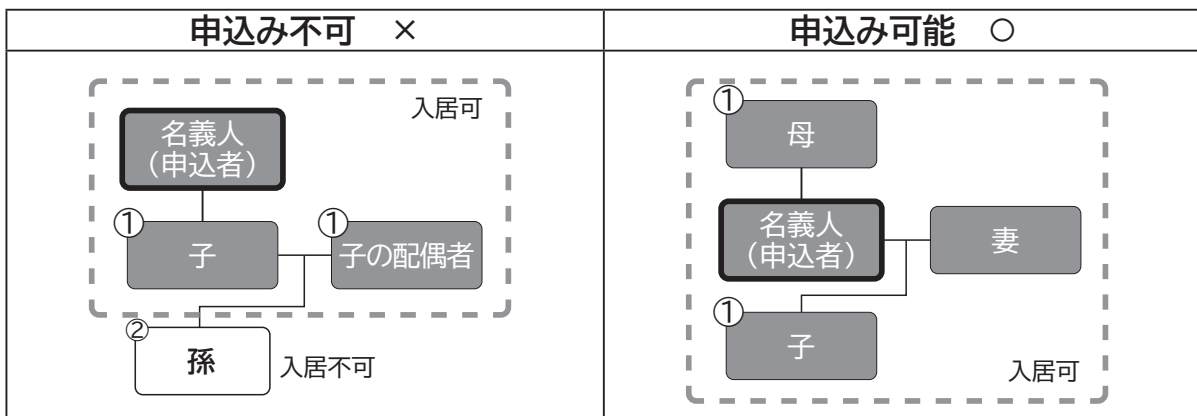 申込み不可 ×
申込み可能 ○
入居可
名義人
（申込者）
①
子
①
子の配偶者
②
孫
入居不可
①
母
名義人
（申込者）
妻
①
子
入居可